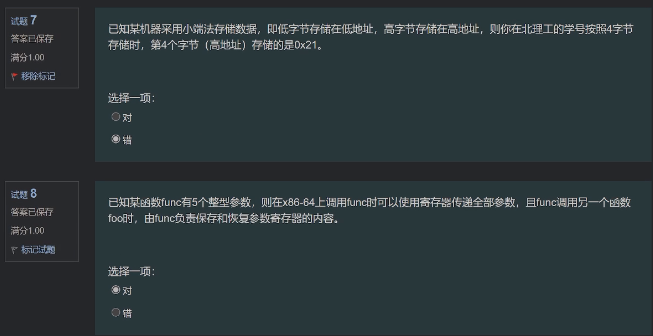 试题 7
答案已保存
满分1.00
移除标记
已知某机器采用小端法存储数据，即低字节存储在低地址，高字节存储在高地址，则你在北理工的学号按照4字节
存储时，第4个字节（高地址）存储的是0x21。
选择一项：
对
错
试题 8
答案已保存
满分1.00
标记试题
已知某函数func有5个整型参数，则在x86-64上调用func时可以使用寄存器传递全部参数，且func调用另一个函数
foo时，由func负责保存和恢复参数寄存器的内容。
选择一项：
对
错